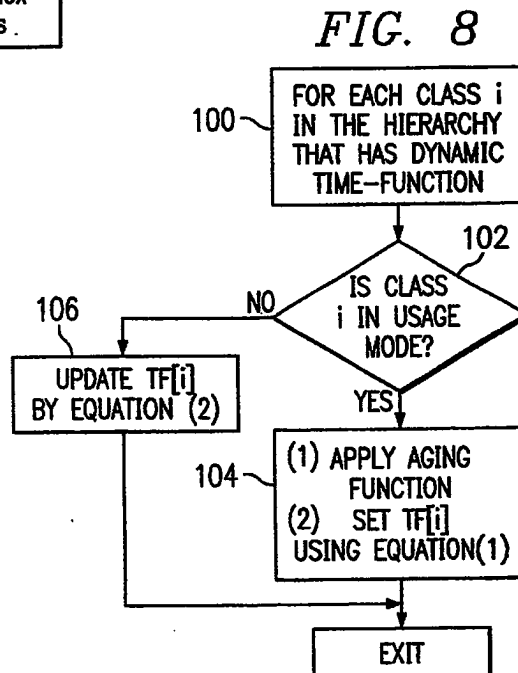 S.
FIG. 8
100
FOR EACH CLASS i
IN THE HIERARCHY
THAT HAS DYNAMIC
TIME-FUNCTION
102
IS CLASS
i IN USAGE
MODE?
NO
YES
106
UPDATE TF[i]
BY EQUATION (2)
104
(1) APPLY AGING
FUNCTION
(2) SET TF[i]
USING EQUATION(1)
EXIT